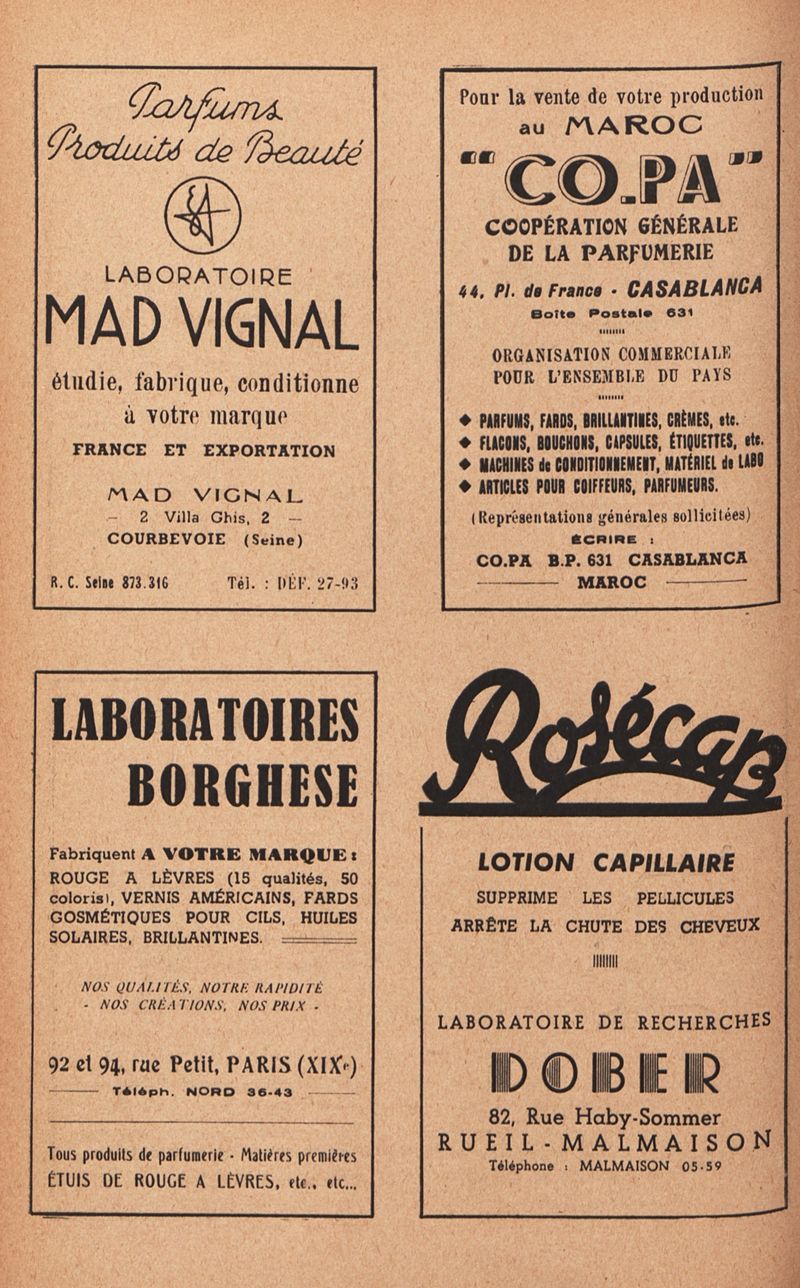 Parfums
Produits de Beauté
LABORATOIRE
MAD VIGNAL
étudie, fabrique, conditionne
à votre marque
FRANCE ET EXPORTATION
MAD VIGNAL
— 2 Villa Ghis, 2 —
COURBEVOIE (Seine)
R. C. Seine 873.316 Tél. : DÉF. 27-93
Pour la vente de votre production
au MAROC
"CO.PA"
COOPÉRATION GÉNÉRALE
DE LA PARFUMERIE
44, Pl. de France - CASABLANCA
Boîte Postale 631
ORGANISATION COMMERCIALE
POUR L'ENSEMBLE DU PAYS
◆ PARFUMS, FARDS, BRILLANTINES, CRÈMES, etc.
◆ FLACONS, BOUCHONS, CAPSULES, ÉTIQUETTES, etc.
◆ MACHINES de CONDITIONNEMENT, MATÉRIEL de LABO
◆ ARTICLES POUR COIFFEURS, PARFUMEURS.
(Représentations générales sollicitées)
ÉCRIRE :
CO.PA B.P. 631 CASABLANCA
MAROC
LABORATOIRES
BORGHESE
Fabriquent A VOTRE MARQUE :
ROUGE A LÈVRES (15 qualités, 50
coloris), VERNIS AMÉRICAINS, FARDS
GOSMÉTIQUES POUR CILS, HUILES
SOLAIRES, BRILLANTINES.
NOS QUALITÉS, NOTRE RAPIDITÉ
- NOS CRÉATIONS, NOS PRIX -
92 et 94, rue Petit, PARIS (XIXe)
Téléph. NORD 36-43
Tous produits de parfumerie - Matières premières
ÉTUIS DE ROUGE A LÈVRES, etc., etc...
Rosécap
LOTION CAPILLAIRE
SUPPRIME LES PELLICULES
ARRÊTE LA CHUTE DES CHEVEUX
LABORATOIRE DE RECHERCHES
DOBER
82, Rue Haby-Sommer
RUEIL-MALMAISON
Téléphone : MALMAISON 05-59